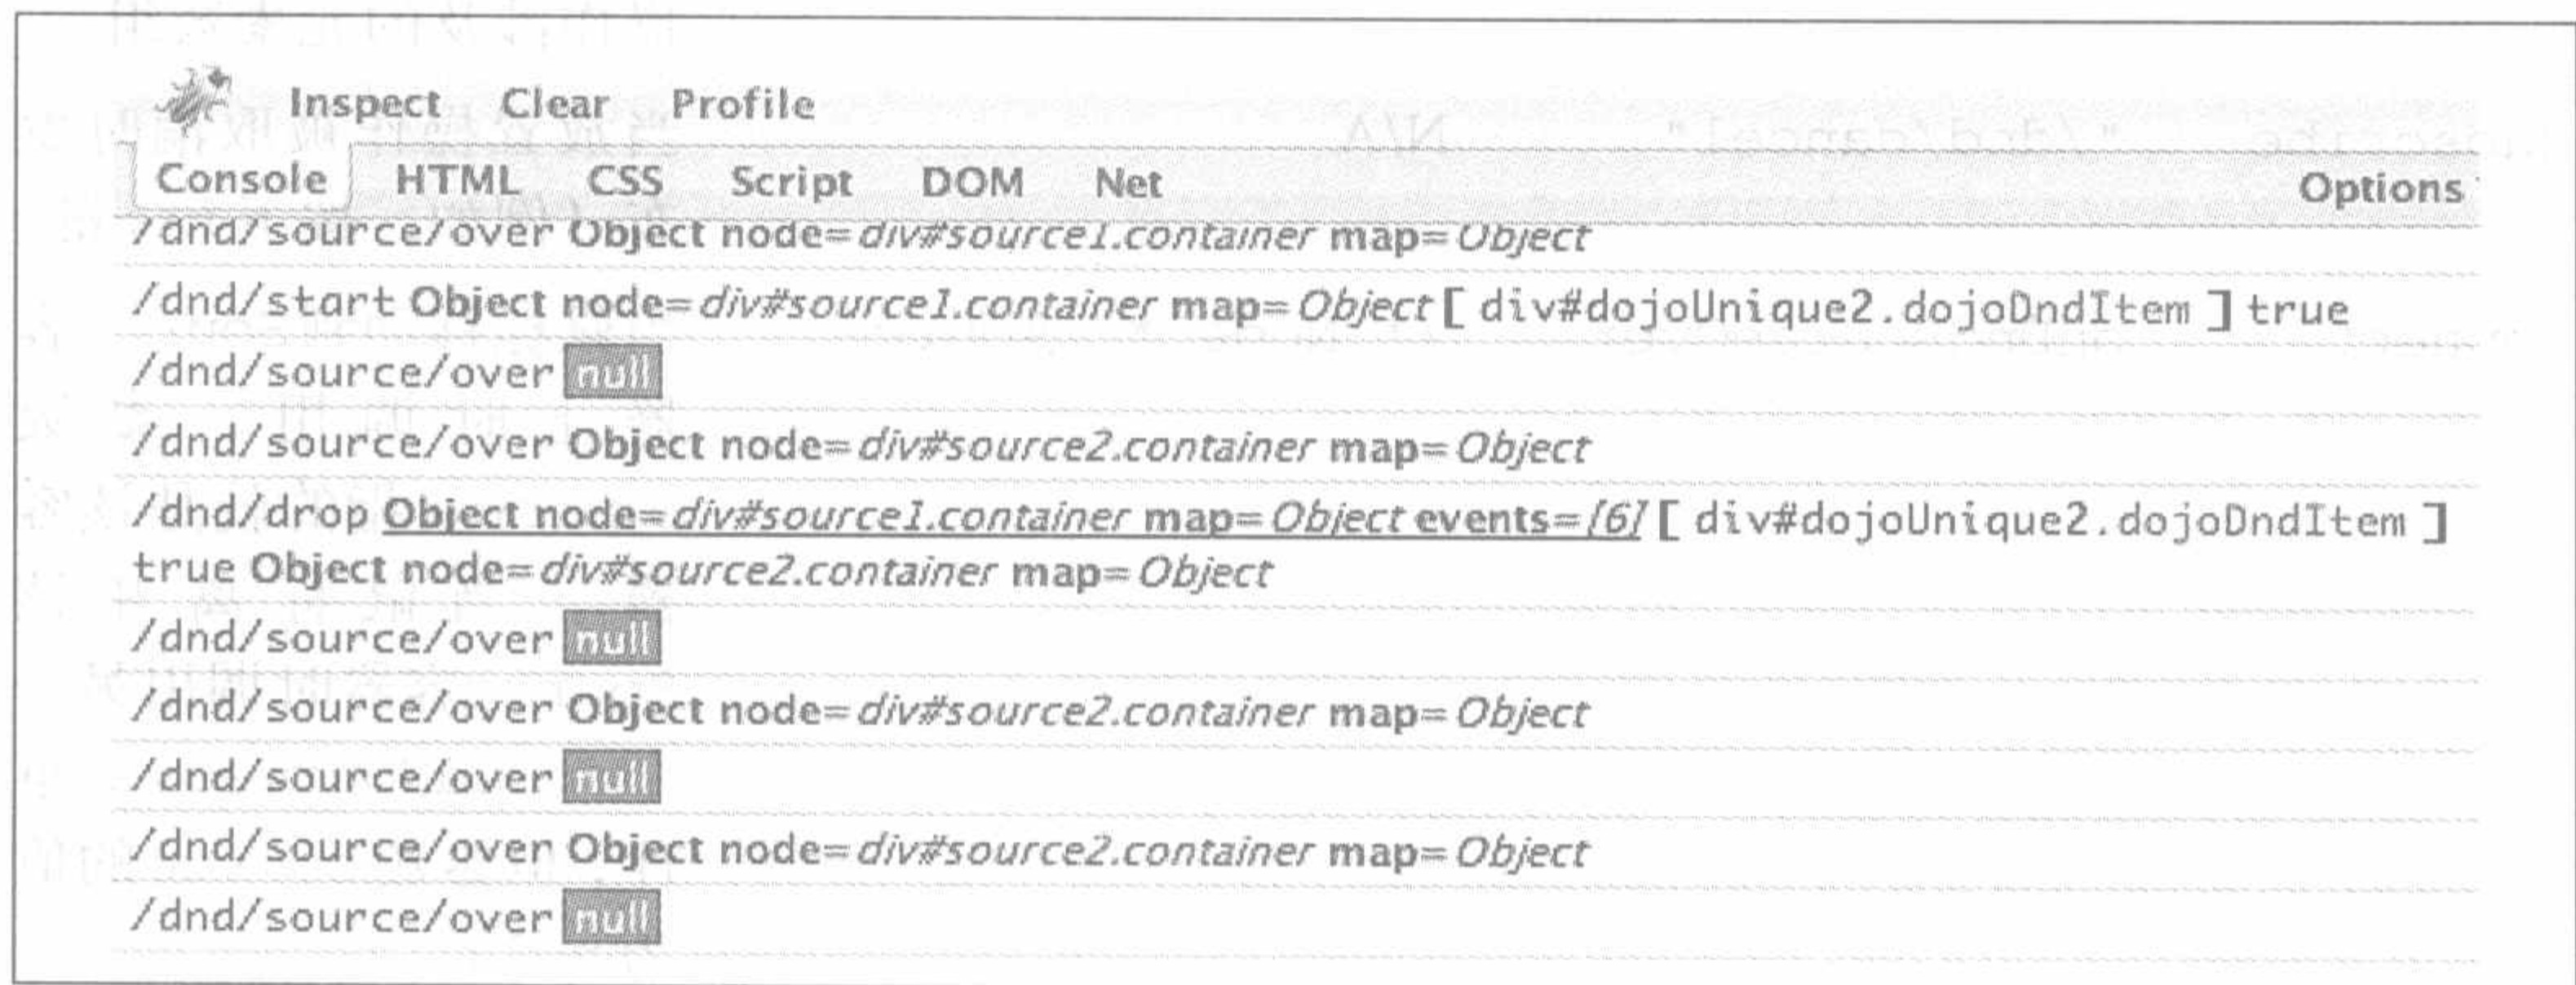 Inspect Clear Profile
Console HTML CSS Script DOM Net Options
/dnd/source/over Object node=div#source1.container map=Object
/dnd/start Object node=div#source1.container map=Object [ div#dojoUnique2.dojoDndItem ] true
/dnd/source/over null
/dnd/source/over Object node=div#source2.container map=Object
/dnd/drop Object node=div#source1.container map=Object events=[6] [ div#dojoUnique2.dojoDndItem ]
true Object node=div#source2.container map=Object
/dnd/source/over null
/dnd/source/over Object node=div#source2.container map=Object
/dnd/source/over null
/dnd/source/over Object node=div#source2.container map=Object
/dnd/source/over null